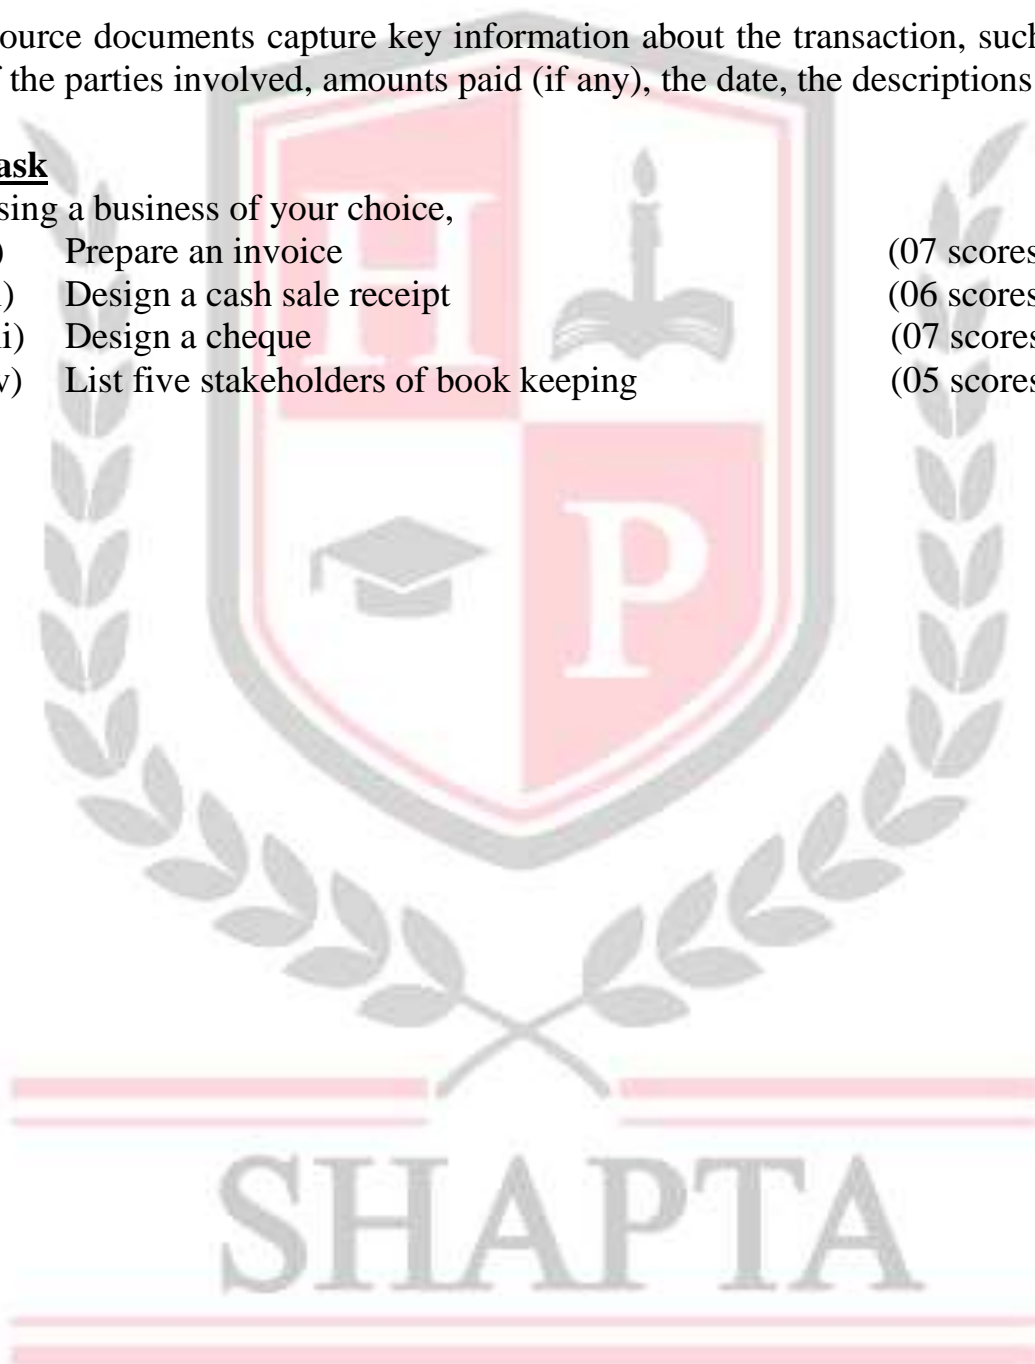 ource documents capture key information about the transaction, such
f the parties involved, amounts paid (if any), the date, the descriptions
ask
sing a business of your choice,
) Prepare an invoice (07 scores
i) Design a cash sale receipt (06 scores
ii) Design a cheque (07 scores
v) List five stakeholders of book keeping (05 scores
H
P
SHAPTA